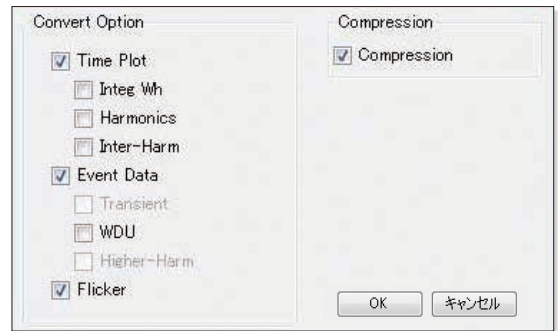 Convert Option
Time Plot
Integ Wh
Harmonics
Inter-Harm
Event Data
Transient
WDU
Higher-Harm
Flicker
Compression
Compression
OK
キャンセル